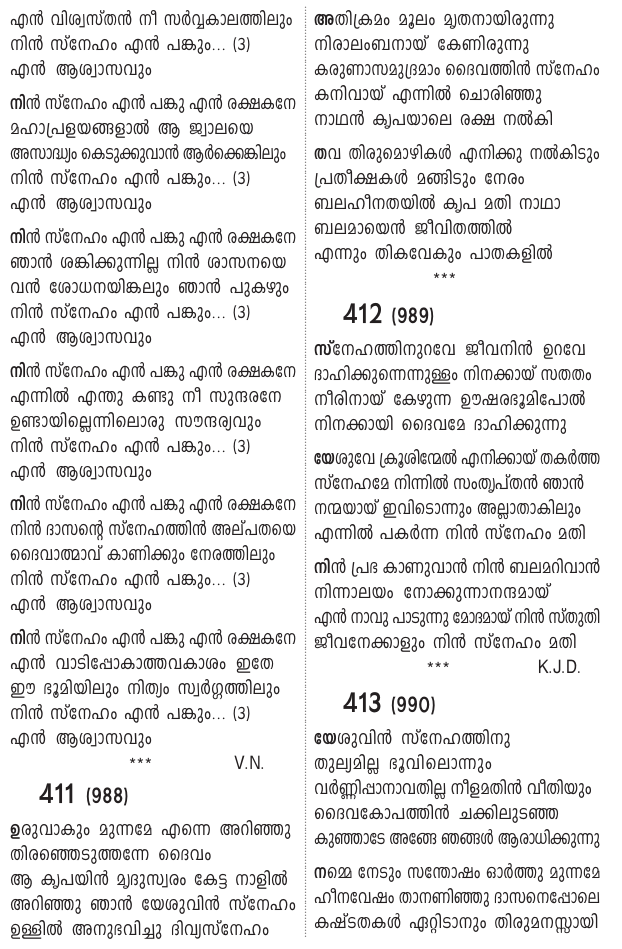 എൻ വിശ്വസ്തൻ നീ സർവ്വകാലത്തിലും
നിൻ സ്നേഹം എൻ പങ്കും... (3)
എൻ ആശ്വാസവും
നിൻ സ്നേഹം എൻ പങ്കു എൻ രക്ഷകനേ
മഹാപ്രളയങ്ങളാൽ ആ ജ്വാലയെ
അസാദ്ധ്യം കെടുക്കുവാൻ ആർക്കെങ്കിലും
നിൻ സ്നേഹം എൻ പങ്കും... (3)
എൻ ആശ്വാസവും
നിൻ സ്നേഹം എൻ പങ്കു എൻ രക്ഷകനേ
ഞാൻ ശങ്കിക്കുന്നില്ല നിൻ ശാസനയെ
വൻ ശോധനയിങ്കലും ഞാൻ പുകഴും
നിൻ സ്നേഹം എൻ പങ്കും... (3)
എൻ ആശ്വാസവും
നിൻ സ്നേഹം എൻ പങ്കു എൻ രക്ഷകനേ
എന്നിൽ എന്തു കണ്ടു നീ സുന്ദരനേ
ഉണ്ടായില്ലെന്നിലൊരു സൗന്ദര്യവും
നിൻ സ്നേഹം എൻ പങ്കും... (3)
എൻ ആശ്വാസവും
നിൻ സ്നേഹം എൻ പങ്കു എൻ രക്ഷകനേ
നിൻ ദാസന്റെ സ്നേഹത്തിൻ അല്പതയെ
ദൈവാത്മാവ് കാണിക്കും നേരത്തിലും
നിൻ സ്നേഹം എൻ പങ്കും... (3)
എൻ ആശ്വാസവും
നിൻ സ്നേഹം എൻ പങ്കു എൻ രക്ഷകനേ
എൻ വാടിപ്പോകാത്തവകാശം ഇതേ
ഈ ഭൂമിയിലും നിത്യം സ്വർഗ്ഗത്തിലും
നിൻ സ്നേഹം എൻ പങ്കും... (3)
എൻ ആശ്വാസവും
*** V.N.
411 (988)
ഉരുവാകും മുന്നമേ എന്നെ അറിഞ്ഞു
തിരഞ്ഞെടുത്തന്നേ ദൈവം
ആ കൃപയിൻ മൃദുസ്വരം കേട്ട നാളിൽ
അറിഞ്ഞു ഞാൻ യേശുവിൻ സ്നേഹം
ഉള്ളിൽ അനുഭവിച്ചു ദിവ്യസ്നേഹം
അതിക്രമം മൂലം മൃതനായിരുന്നു
നിരാലംബനായ് കേണിരുന്നു
കരുണാസമുദ്രമാം ദൈവത്തിൻ സ്നേഹം
കനിവായ് എന്നിൽ ചൊരിഞ്ഞു
നാഥൻ കൃപയാലെ രക്ഷ നൽകി
തവ തിരുമൊഴികൾ എനിക്കു നൽകിടും
പ്രതീക്ഷകൾ മങ്ങിടും നേരം
ബലഹീനതയിൽ കൃപ മതി നാഥാ
ബലമായെൻ ജീവിതത്തിൽ
എന്നും തികവേകും പാതകളിൽ
***
412 (989)
സ്നേഹത്തിനുറവേ ജീവനിൻ ഉറവേ
ദാഹിക്കുന്നെന്നുള്ളം നിനക്കായ് സതതം
നീരിനായ് കേഴുന്ന ഊഷരഭൂമിപോൽ
നിനക്കായി ദൈവമേ ദാഹിക്കുന്നു
യേശുവേ ക്രൂശിന്മേൽ എനിക്കായ് തകർത്ത
സ്നേഹമേ നിന്നിൽ സംതൃപ്തൻ ഞാൻ
നന്മയായ് ഇവിടൊന്നും അല്ലാതാകിലും
എന്നിൽ പകർന്ന നിൻ സ്നേഹം മതി
നിൻ പ്രഭ കാണുവാൻ നിൻ ബലമറിവാൻ
നിന്നാലയം നോക്കുന്നാനന്ദമായ്
എൻ നാവു പാടുന്നു മോദമായ് നിൻ സ്തുതി
ജീവനേക്കാളും നിൻ സ്നേഹം മതി
*** K.J.D.
413 (990)
യേശുവിൻ സ്നേഹത്തിനു
തുല്യമില്ല ഭൂവിലൊന്നും
വർണ്ണിപ്പാനാവതില്ല നീളമതിൻ വീതിയും
ദൈവകോപത്തിൻ ചക്കിലുടഞ്ഞ
കുഞ്ഞാടേ അങ്ങേ ഞങ്ങൾ ആരാധിക്കുന്നു
നമ്മെ നേടും സന്തോഷം ഓർത്തു മുന്നമേ
ഹീനവേഷം താനണിഞ്ഞു ദാസനെപ്പോലെ
കഷ്ടതകൾ ഏറ്റിടാനും തിരുമനസ്സായി